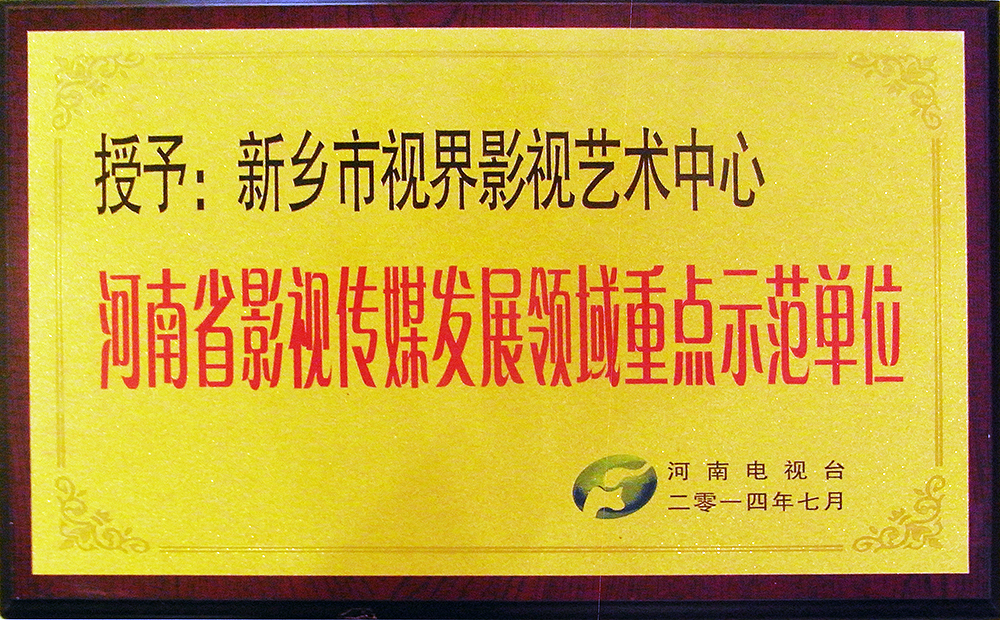 授予：新乡市视界影视艺术中心
河南省影视传媒发展领域重点示范单位
河南电视台
二零一四年七月